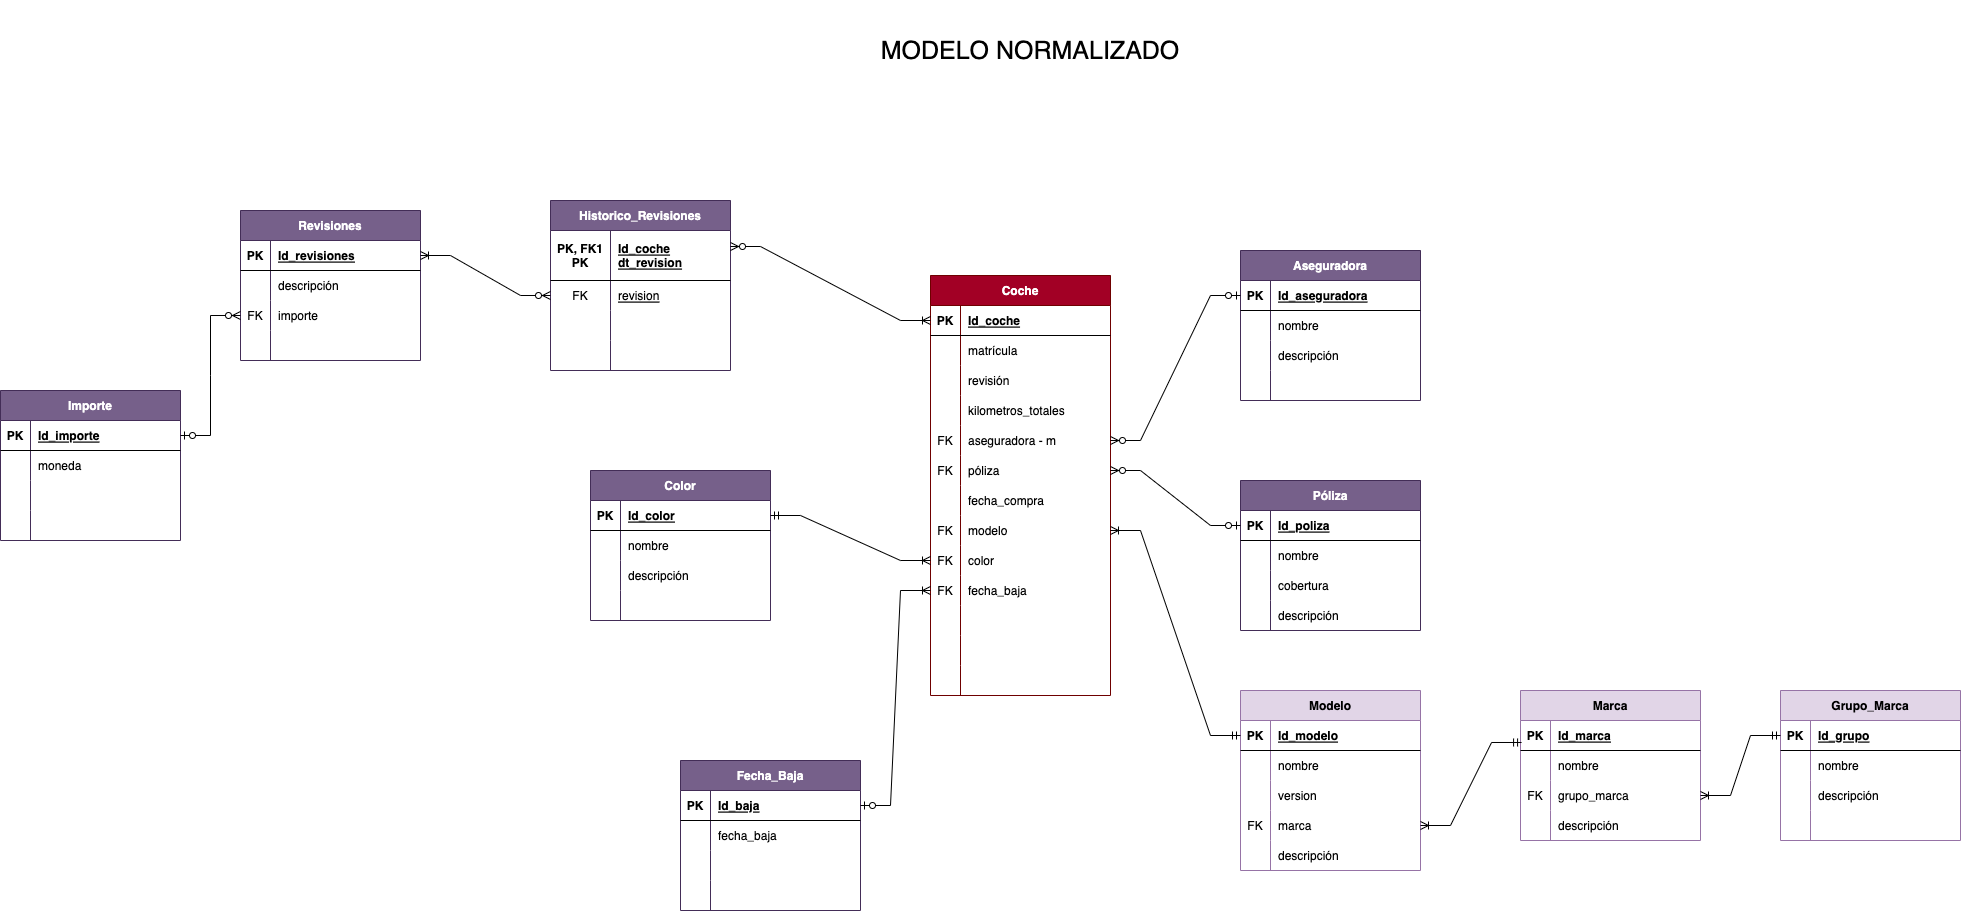 MODELO NORMALIZADO
Revisiones
PK Id_revisiones
descripción
FK importe
Historico_Revisiones
PK, FK1 Id_coche
PK dt_revision
FK revision
Importe
PK Id_importe
moneda
Color
PK Id_color
nombre
descripción
Fecha_Baja
PK Id_baja
fecha_baja
Coche
PK Id_coche
matrícula
revisión
kilometros_totales
FK aseguradora - m
FK póliza
fecha_compra
FK modelo
FK color
FK fecha_baja
Aseguradora
PK Id_aseguradora
nombre
descripción
Póliza
PK Id_poliza
nombre
cobertura
descripción
Modelo
PK Id_modelo
nombre
version
FK marca
descripción
Marca
PK Id_marca
nombre
FK grupo_marca
descripción
Grupo_Marca
PK Id_grupo
nombre
descripción